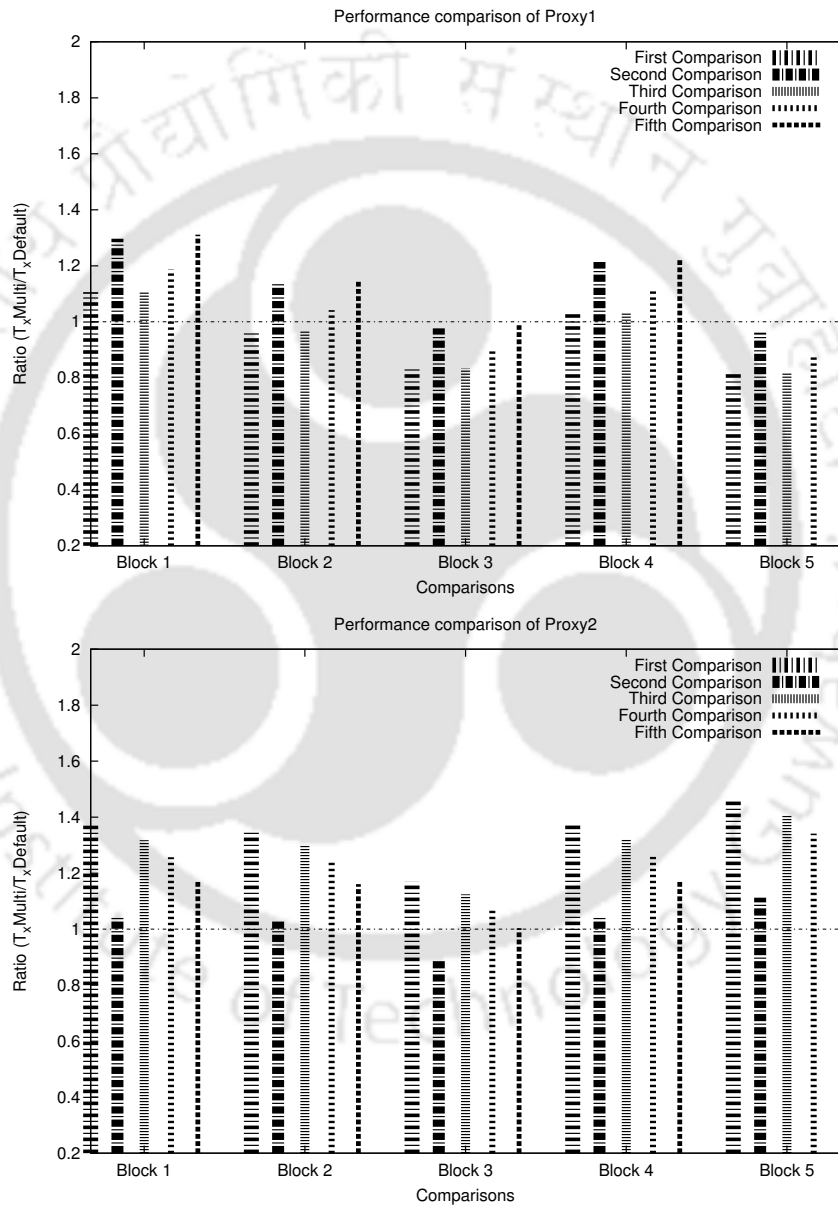 Performance comparison of Proxy1
2
1.8
1.6
1.4
1.2
1
0.8
0.6
0.4
0.2
Ratio (TxMulti/TxDefault)
First Comparison
Second Comparison
Third Comparison
Fourth Comparison
Fifth Comparison
Block 1 Block 2 Block 3 Block 4 Block 5
Comparisons
Performance comparison of Proxy2
2
1.8
1.6
1.4
1.2
1
0.8
0.6
0.4
0.2
Ratio (TxMulti/TxDefault)
First Comparison
Second Comparison
Third Comparison
Fourth Comparison
Fifth Comparison
Block 1 Block 2 Block 3 Block 4 Block 5
Comparisons
Institute of Technology